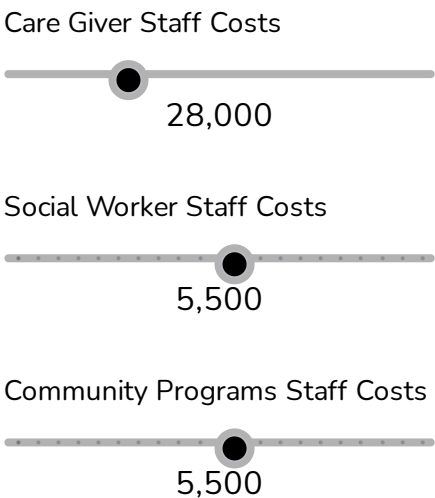 Care Giver Staff Costs
28,000
Social Worker Staff Costs
5,500
Community Programs Staff Costs
5,500